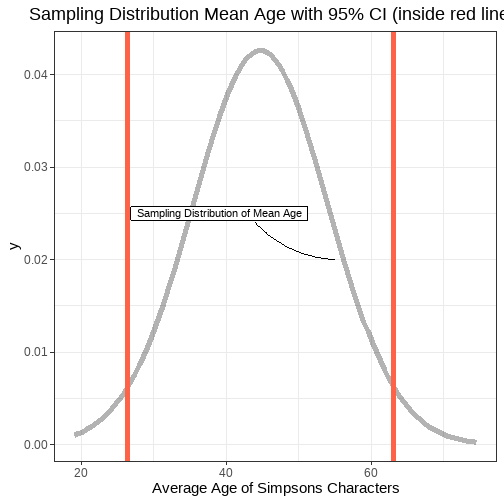 Sampling Distribution Mean Age with 95% CI (inside red line
0.04
0.03
Sampling Distribution of Mean Age
y
0.02
0.01
0.00
20 40 60
Average Age of Simpsons Characters